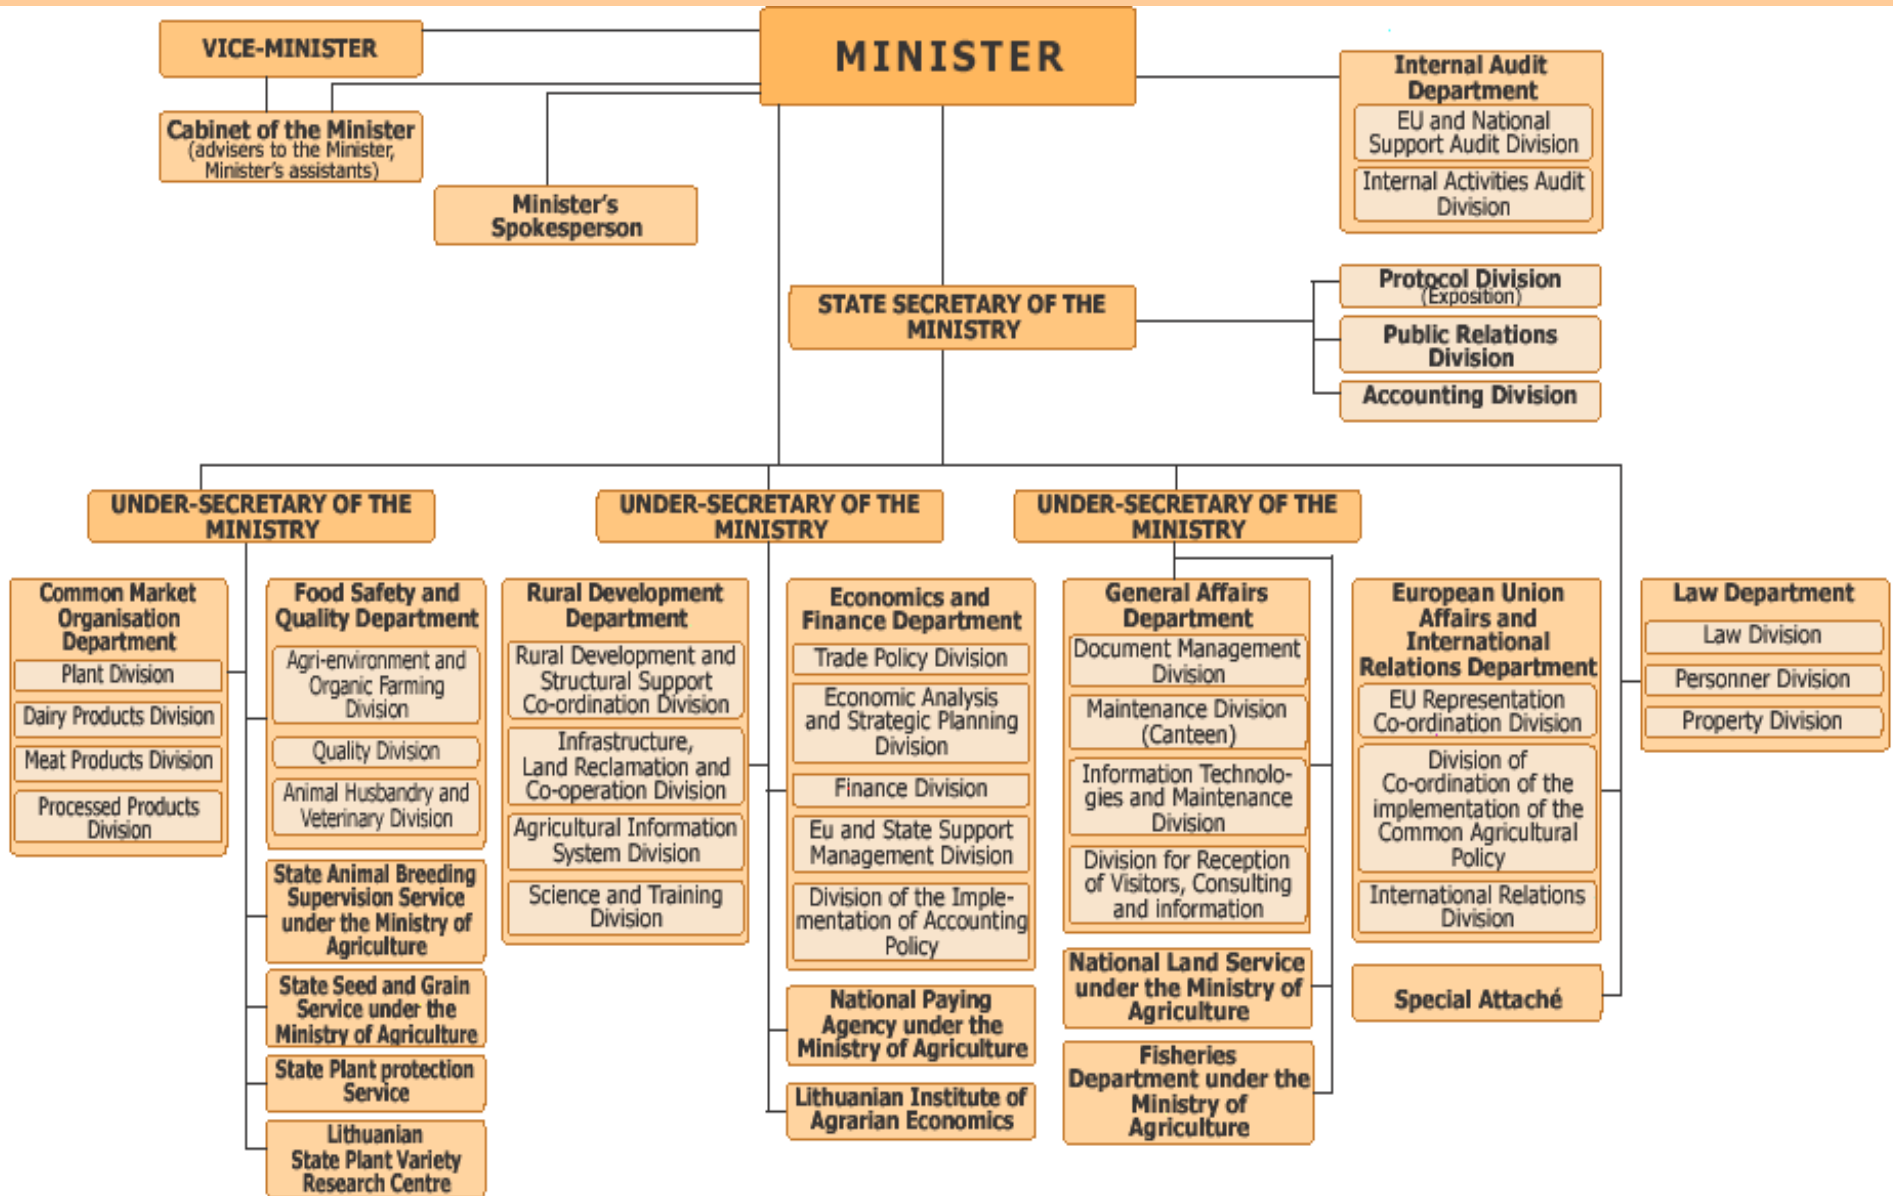 VICE-MINISTER
MINISTER
Cabinet of the Minister
(advisers to the Minister,
Minister's assistants)
Minister's
Spokesperson
Internal Audit
Department
EU and National
Support Audit Division
Internal Activities Audit
Division
STATE SECRETARY OF THE
MINISTRY
Protocol Division
(Exposition)
Public Relations
Division
Accounting Division
UNDER-SECRETARY OF THE
MINISTRY
Common Market
Organisation
Department
Plant Division
Dairy Products Division
Meat Products Division
Processed Products
Division
Food Safety and
Quality Department
Agri-environment and
Organic Farming
Division
Quality Division
Animal Husbandry and
Veterinary Division
State Animal Breeding
Supervision Service
under the Ministry of
Agriculture
State Seed and Grain
Service under the
Ministry of Agriculture
State Plant protection
Service
Lithuanian
State Plant Variety
Research Centre
UNDER-SECRETARY OF THE
MINISTRY
Rural Development
Department
Rural Development and
Structural Support
Co-ordination Division
Infrastructure,
Land Reclamation and
Co-operation Division
Agricultural Information
System Division
Science and Training
Division
Economics and
Finance Department
Trade Policy Division
Economic Analysis
and Strategic Planning
Division
Finance Division
Eu and State Support
Management Division
Division of the Imple-
mentation of Accounting
Policy
National Paying
Agency under the
Ministry of Agriculture
Lithuanian Institute of
Agrarian Economics
UNDER-SECRETARY OF THE
MINISTRY
General Affairs
Department
Document Management
Division
Maintenance Division
(Canteen)
Information Technolo-
gies and Maintenance
Division
Division for Reception
of Visitors, Consulting
and information
National Land Service
under the Ministry of
Agriculture
Fisheries
Department under the
Ministry of
Agriculture
European Union
Affairs and
International
Relations Department
EU Representation
Co-ordination Division
Division of
Co-ordination of the
implementation of the
Common Agricultural
Policy
International Relations
Division
Special Attaché
Law Department
Law Division
Personner Division
Property Division